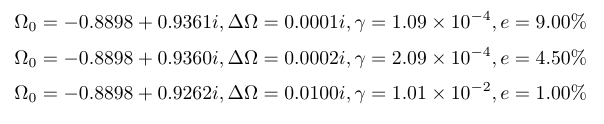 Ω₀ = −0.8898 + 0.9361i, ΔΩ = 0.0001i, γ = 1.09 × 10⁻⁴, e = 9.00%
Ω₀ = −0.8898 + 0.9360i, ΔΩ = 0.0002i, γ = 2.09 × 10⁻⁴, e = 4.50%
Ω₀ = −0.8898 + 0.9262i, ΔΩ = 0.0100i, γ = 1.01 × 10⁻², e = 1.00%